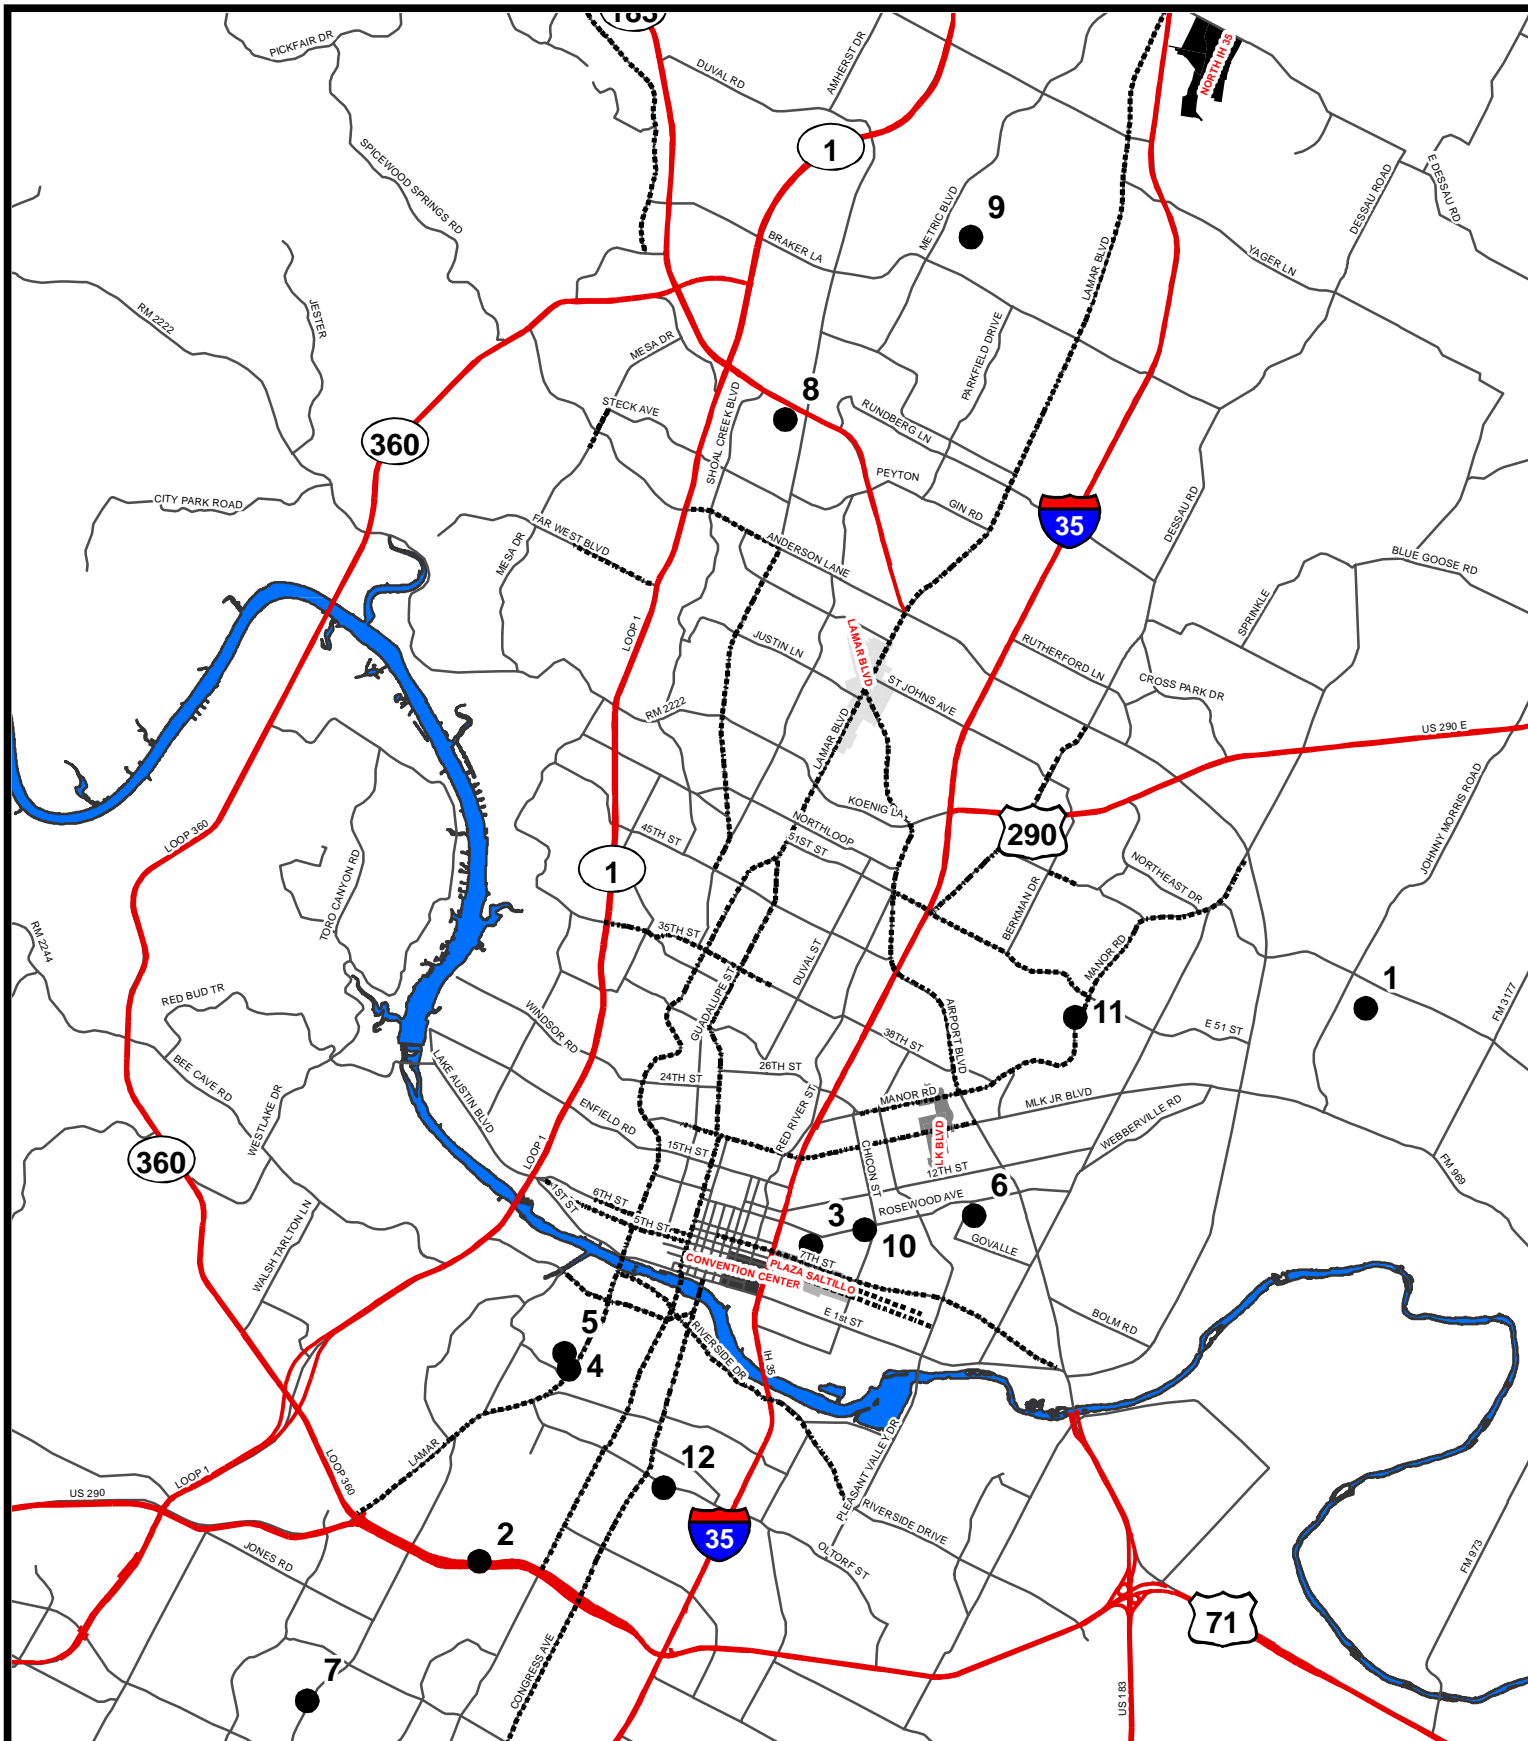 183
NORTH IH 35
PICKFAIR DR
DUVAL RD
AMHERST DR
1
SPICEWOOD SPRINGS RD
E DESSAU RD
DESSAU ROAD
METRIC BLVD
9
BRAKER LA
LAMAR BLVD
YAGER LN
RM 2222
JESTER
MESA DR
PARKFIELD DRIVE
STECK AVE
SHOAL CREEK BLVD
8
RUNDBERG LN
360
PEYTON
GIN RD
CITY PARK ROAD
35
DESSAU RD
FAR WEST BLVD
MESA DR
ANDERSON LANE
BLUE GOOSE RD
SPRINKLE
LOOP 1
JUSTIN LN
LAMAR BLVD
RUTHERFORD LN
ST JOHNS AVE
CROSS PARK DR
RM 2222
LAMAR BLVD
US 290 E
KOENIG LA
290
LOOP 360
45TH ST
NORTHLOOP
51ST ST
JOHNNY MORRIS ROAD
1
NORTHEAST DR
TORO CANYON RD
BERKMAN DR
RM 2244
35TH ST
DUVAL ST
MANOR RD
1
RED BUD TR
GUADALUPE ST
AIRPORT BLVD
11
FM 3177
WINDSOR RD
38TH ST
E 51 ST
BEE CAVE RD
LAKE AUSTIN BLVD
24TH ST
26TH ST
MANOR RD
MLK JR BLVD
WESTLAKE DR
ENFIELD RD
RED RIVER ST
WEBBERVILLE RD
LK BLVD
15TH ST
CHICON ST
12TH ST
FM 969
360
LOOP 1
1ST ST
6TH ST
5TH ST
ROSEWOOD AVE
6
3
10
GOVALLE
WALSH TARLTON LN
7TH ST
CONVENTION CENTER
PLAZA SALTILLO
E 1st ST
BOLM RD
5
4
RIVERSIDE DR
IH 35
LAMAR
PLEASANT VALLEY DR
12
LOOP 1
LOOP 360
US 290
35
RIVERSIDE DRIVE
2
JONES RD
OLTORF ST
FM 973
71
7
CONGRESS AVE
US 183